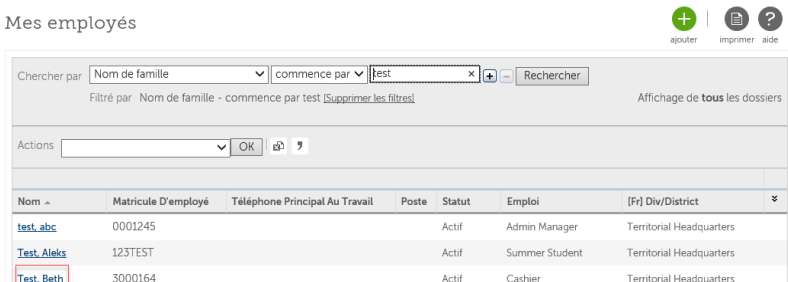 Mes employés
ajouter imprimer aide
Chercher par Nom de famille commence par test × Rechercher
Filtré par Nom de famille - commence par test [Supprimer les filtres] Affichage de tous les dossiers
Actions OK
Nom Matricule D'employé Téléphone Principal Au Travail Poste Statut Emploi [Fr] Div/District
test, abc 0001245 Actif Admin Manager Territorial Headquarters
Test, Aleks 123TEST Actif Summer Student Territorial Headquarters
Test, Beth 3000164 Actif Cashier Territorial Headquarters